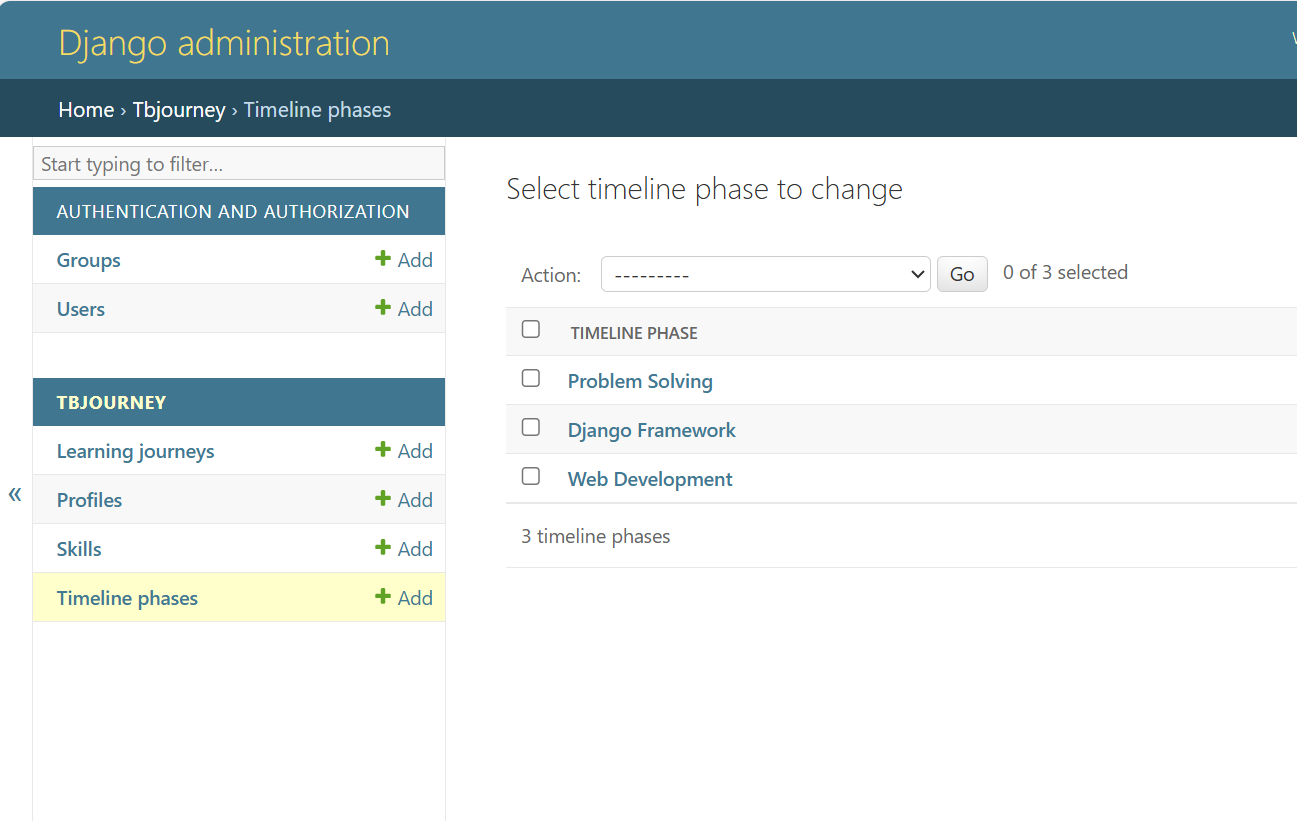 Django administration
Home › Tbjourney › Timeline phases
Start typing to filter...
AUTHENTICATION AND AUTHORIZATION
Groups + Add
Users + Add
TBJOURNEY
Learning journeys + Add
Profiles + Add
Skills + Add
Timeline phases + Add
«
Select timeline phase to change
Action: --------- Go 0 of 3 selected
TIMELINE PHASE
Problem Solving
Django Framework
Web Development
3 timeline phases